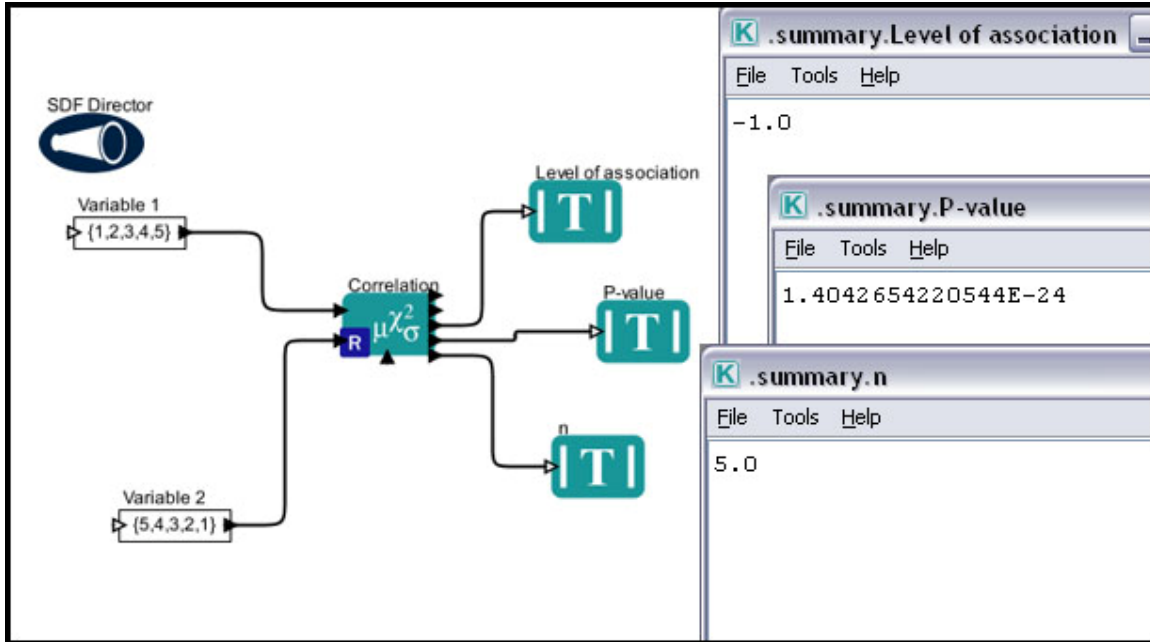 SDF Director
Variable 1
{1,2,3,4,5}
Correlation
μχ²σ
R
Variable 2
{5,4,3,2,1}
Level of association
T
P-value
T
n
T
K .summary.Level of association
File Tools Help
-1.0
K .summary.P-value
File Tools Help
1.4042654220544E-24
K .summary.n
File Tools Help
5.0